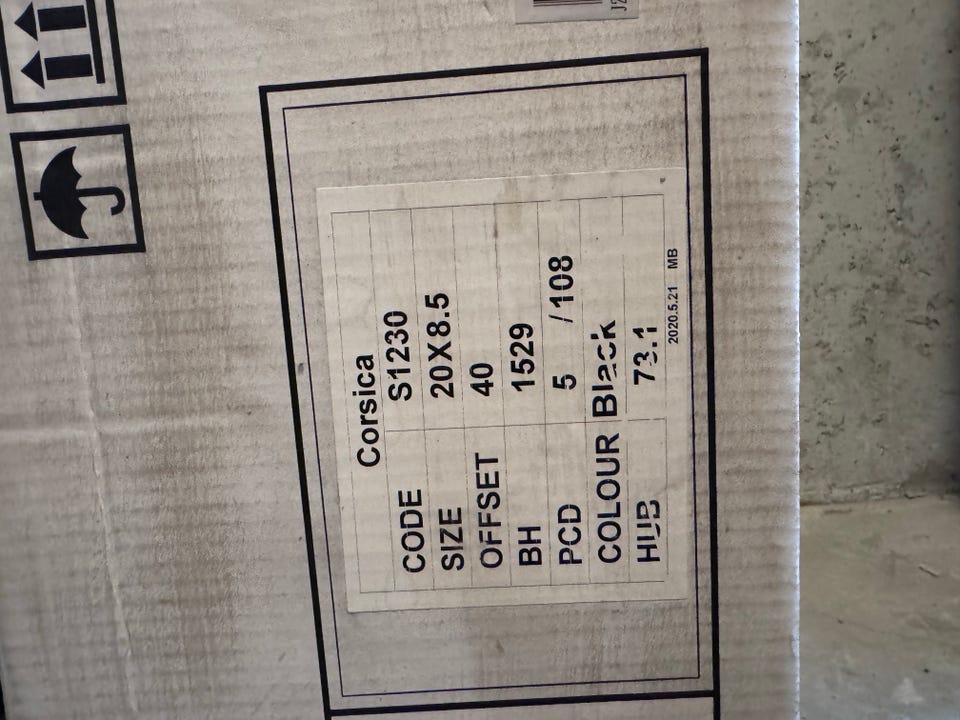 Corsica
CODE S1230
SIZE 20X8.5
OFFSET 40
BH 1529
PCD 5 /108
COLOUR Black
HUB 73.1
2020.5.21 MB